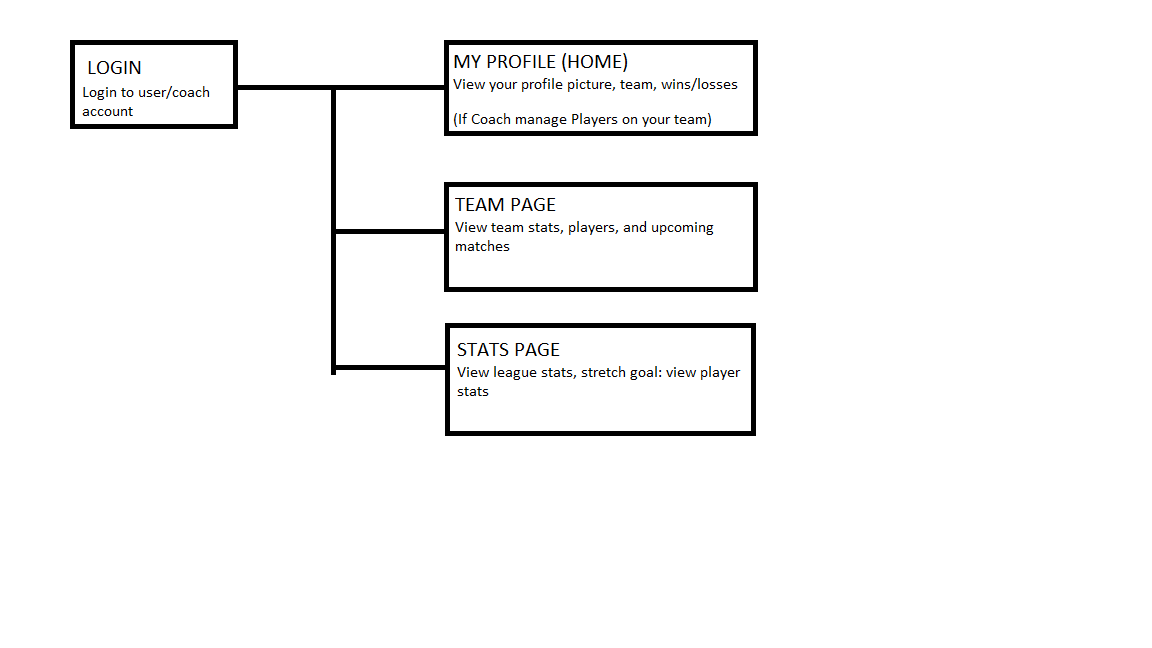 LOGIN
Login to user/coach
account
MY PROFILE (HOME)
View your profile picture, team, wins/losses
(If Coach manage Players on your team)
TEAM PAGE
View team stats, players, and upcoming
matches
STATS PAGE
View league stats, stretch goal: view player
stats